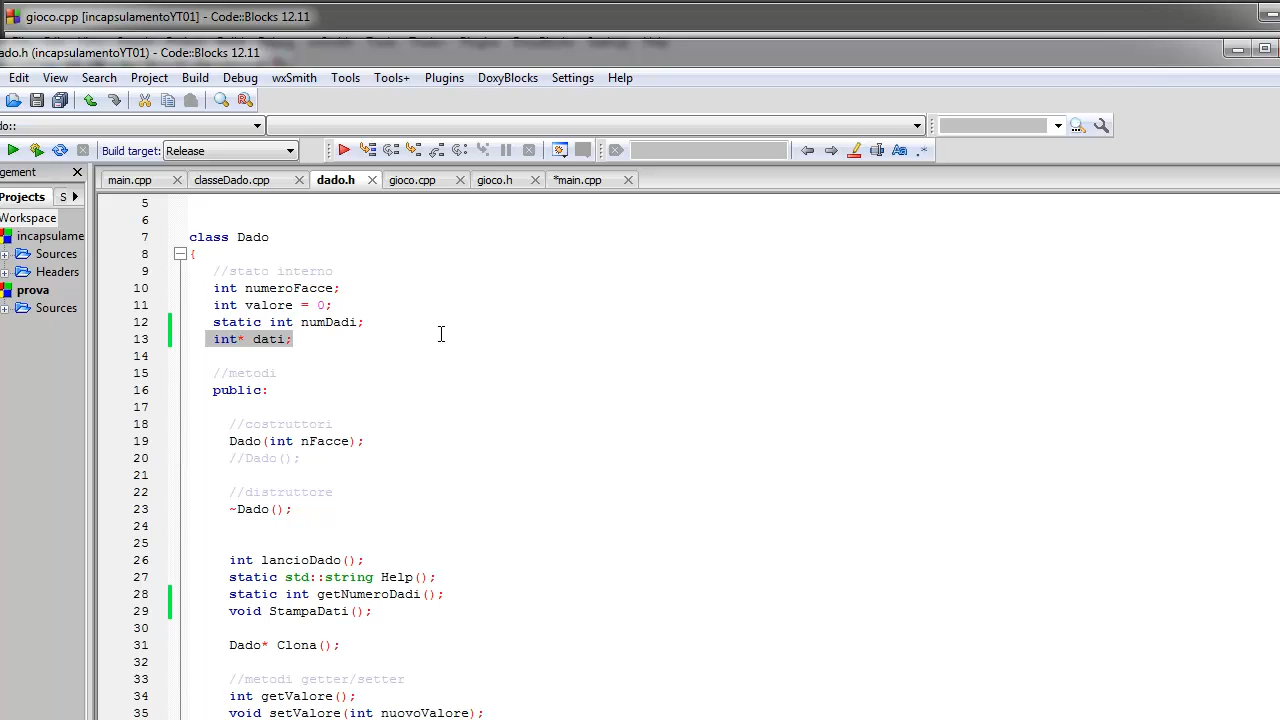 gioco.cpp [incapsulamentoYT01] - Code::Blocks 12.11
ado.h (incapsulamentoYT01) - Code::Blocks 12.11
Edit View Search Project Build Debug wxSmith Tools Tools+ Plugins DoxyBlocks Settings Help
do::
Build target: Release
gement
main.cpp classeDado.cpp dado.h gioco.cpp gioco.h *main.cpp
Projects S
Workspace
incapsulame
Sources
Headers
prova
Sources
5
6
7 class Dado
8 {
9 //stato interno
10 int numeroFacce;
11 int valore = 0;
12 static int numDadi;
13 int* dati;
14
15 //metodi
16 public:
17
18 //costruttori
19 Dado(int nFacce);
20 //Dado();
21
22 //distruttore
23 ~Dado();
24
25
26 int lancioDado();
27 static std::string Help();
28 static int getNumeroDadi();
29 void StampaDati();
30
31 Dado* Clona();
32
33 //metodi getter/setter
34 int getValore();
35 void setValore(int nuovoValore);